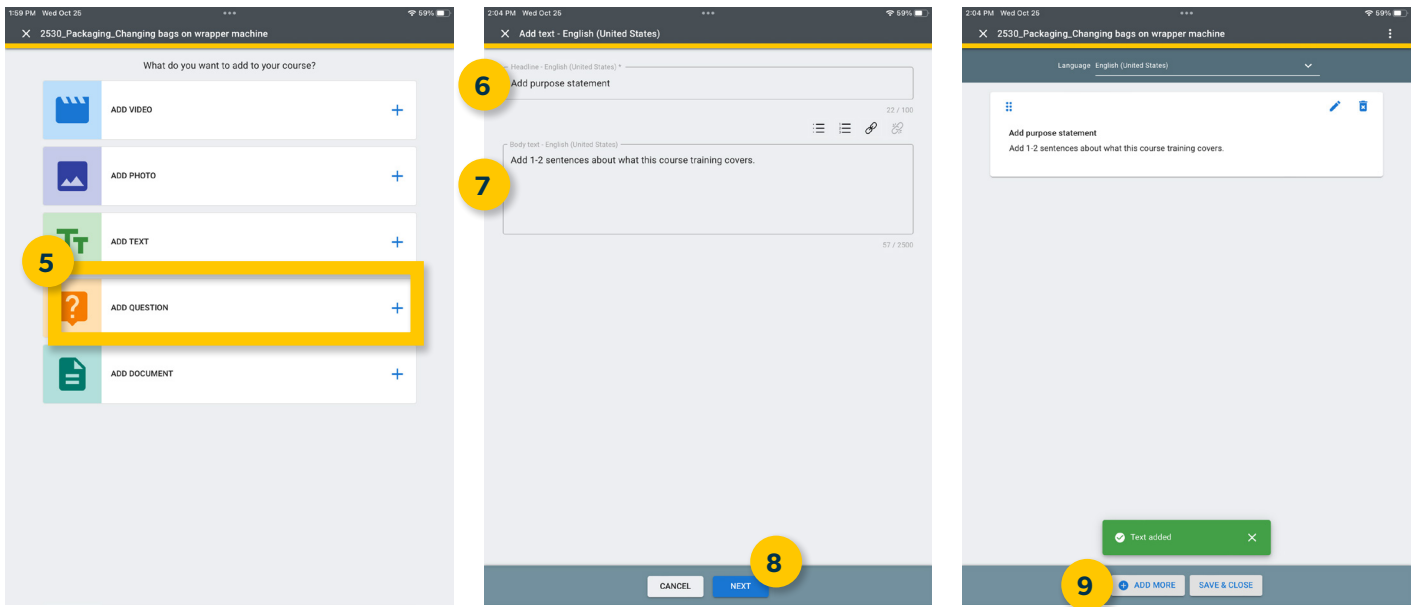 1:59 PM Wed Oct 25
59%
2530_Packaging_Changing bags on wrapper machine
What do you want to add to your course?
ADD VIDEO
ADD PHOTO
Tт
ADD TEXT
5
?
ADD QUESTION
ADD DOCUMENT
2:04 PM Wed Oct 25
59%
Add text - English (United States)
Headline - English (United States) *
6
Add purpose statement
22 / 100
Body text - English (United States)
Add 1-2 sentences about what this course training covers.
7
57 / 2500
8
CANCEL
NEXT
2:04 PM Wed Oct 25
59%
2530_Packaging_Changing bags on wrapper machine
Language English (United States)
Add purpose statement
Add 1-2 sentences about what this course training covers.
Text added
9
ADD MORE
SAVE & CLOSE